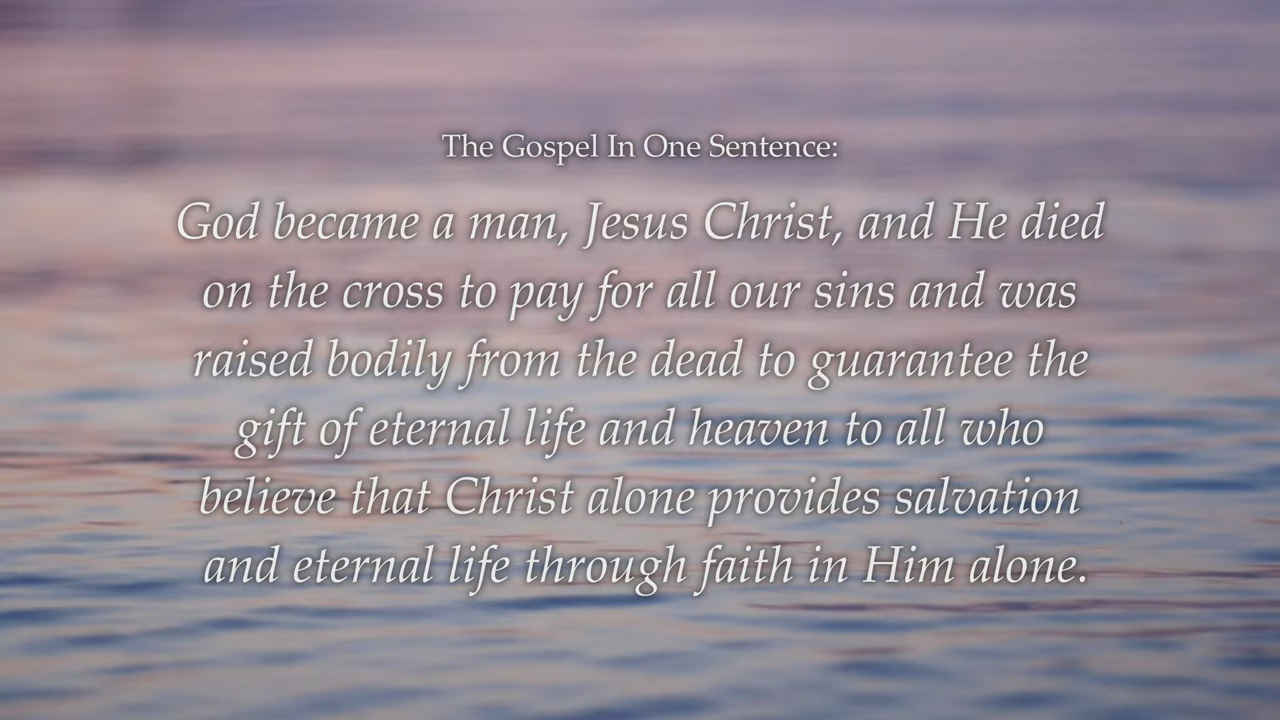 The Gospel In One Sentence:
God became a man, Jesus Christ, and He died
on the cross to pay for all our sins and was
raised bodily from the dead to guarantee the
gift of eternal life and heaven to all who
believe that Christ alone provides salvation
and eternal life through faith in Him alone.